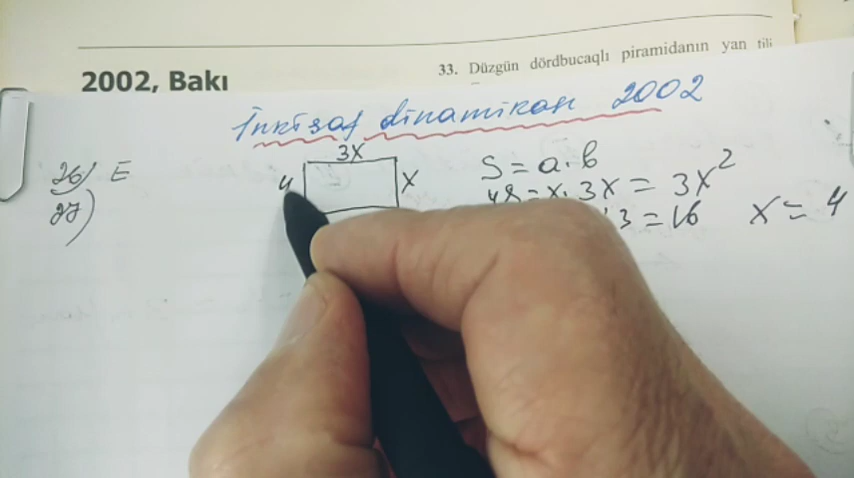 33. Düzgün dördbucaqlı piramidanın yan tili
2002, Bakı
İnkişaf dinamikası 2002
26) E
27)
3x
4
x
S = a·b
48 = x·3x = 3x²
3 = 16 x = 4